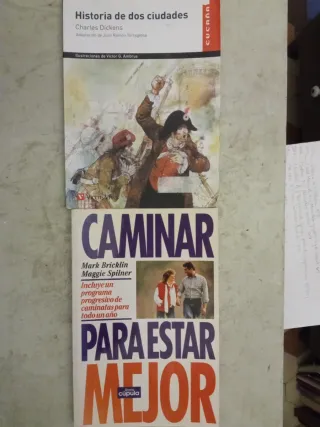 Historia de dos ciudades
Charles Dickens
Ilustraciones de Victor G. Ambrus
CUCAÑA
CAMINAR
Mark Bricklin
Maggie Spilner
Incluye un
programa
progresivo de
caminatas para
todo un año
PARA ESTAR
cúpula
MEJOR